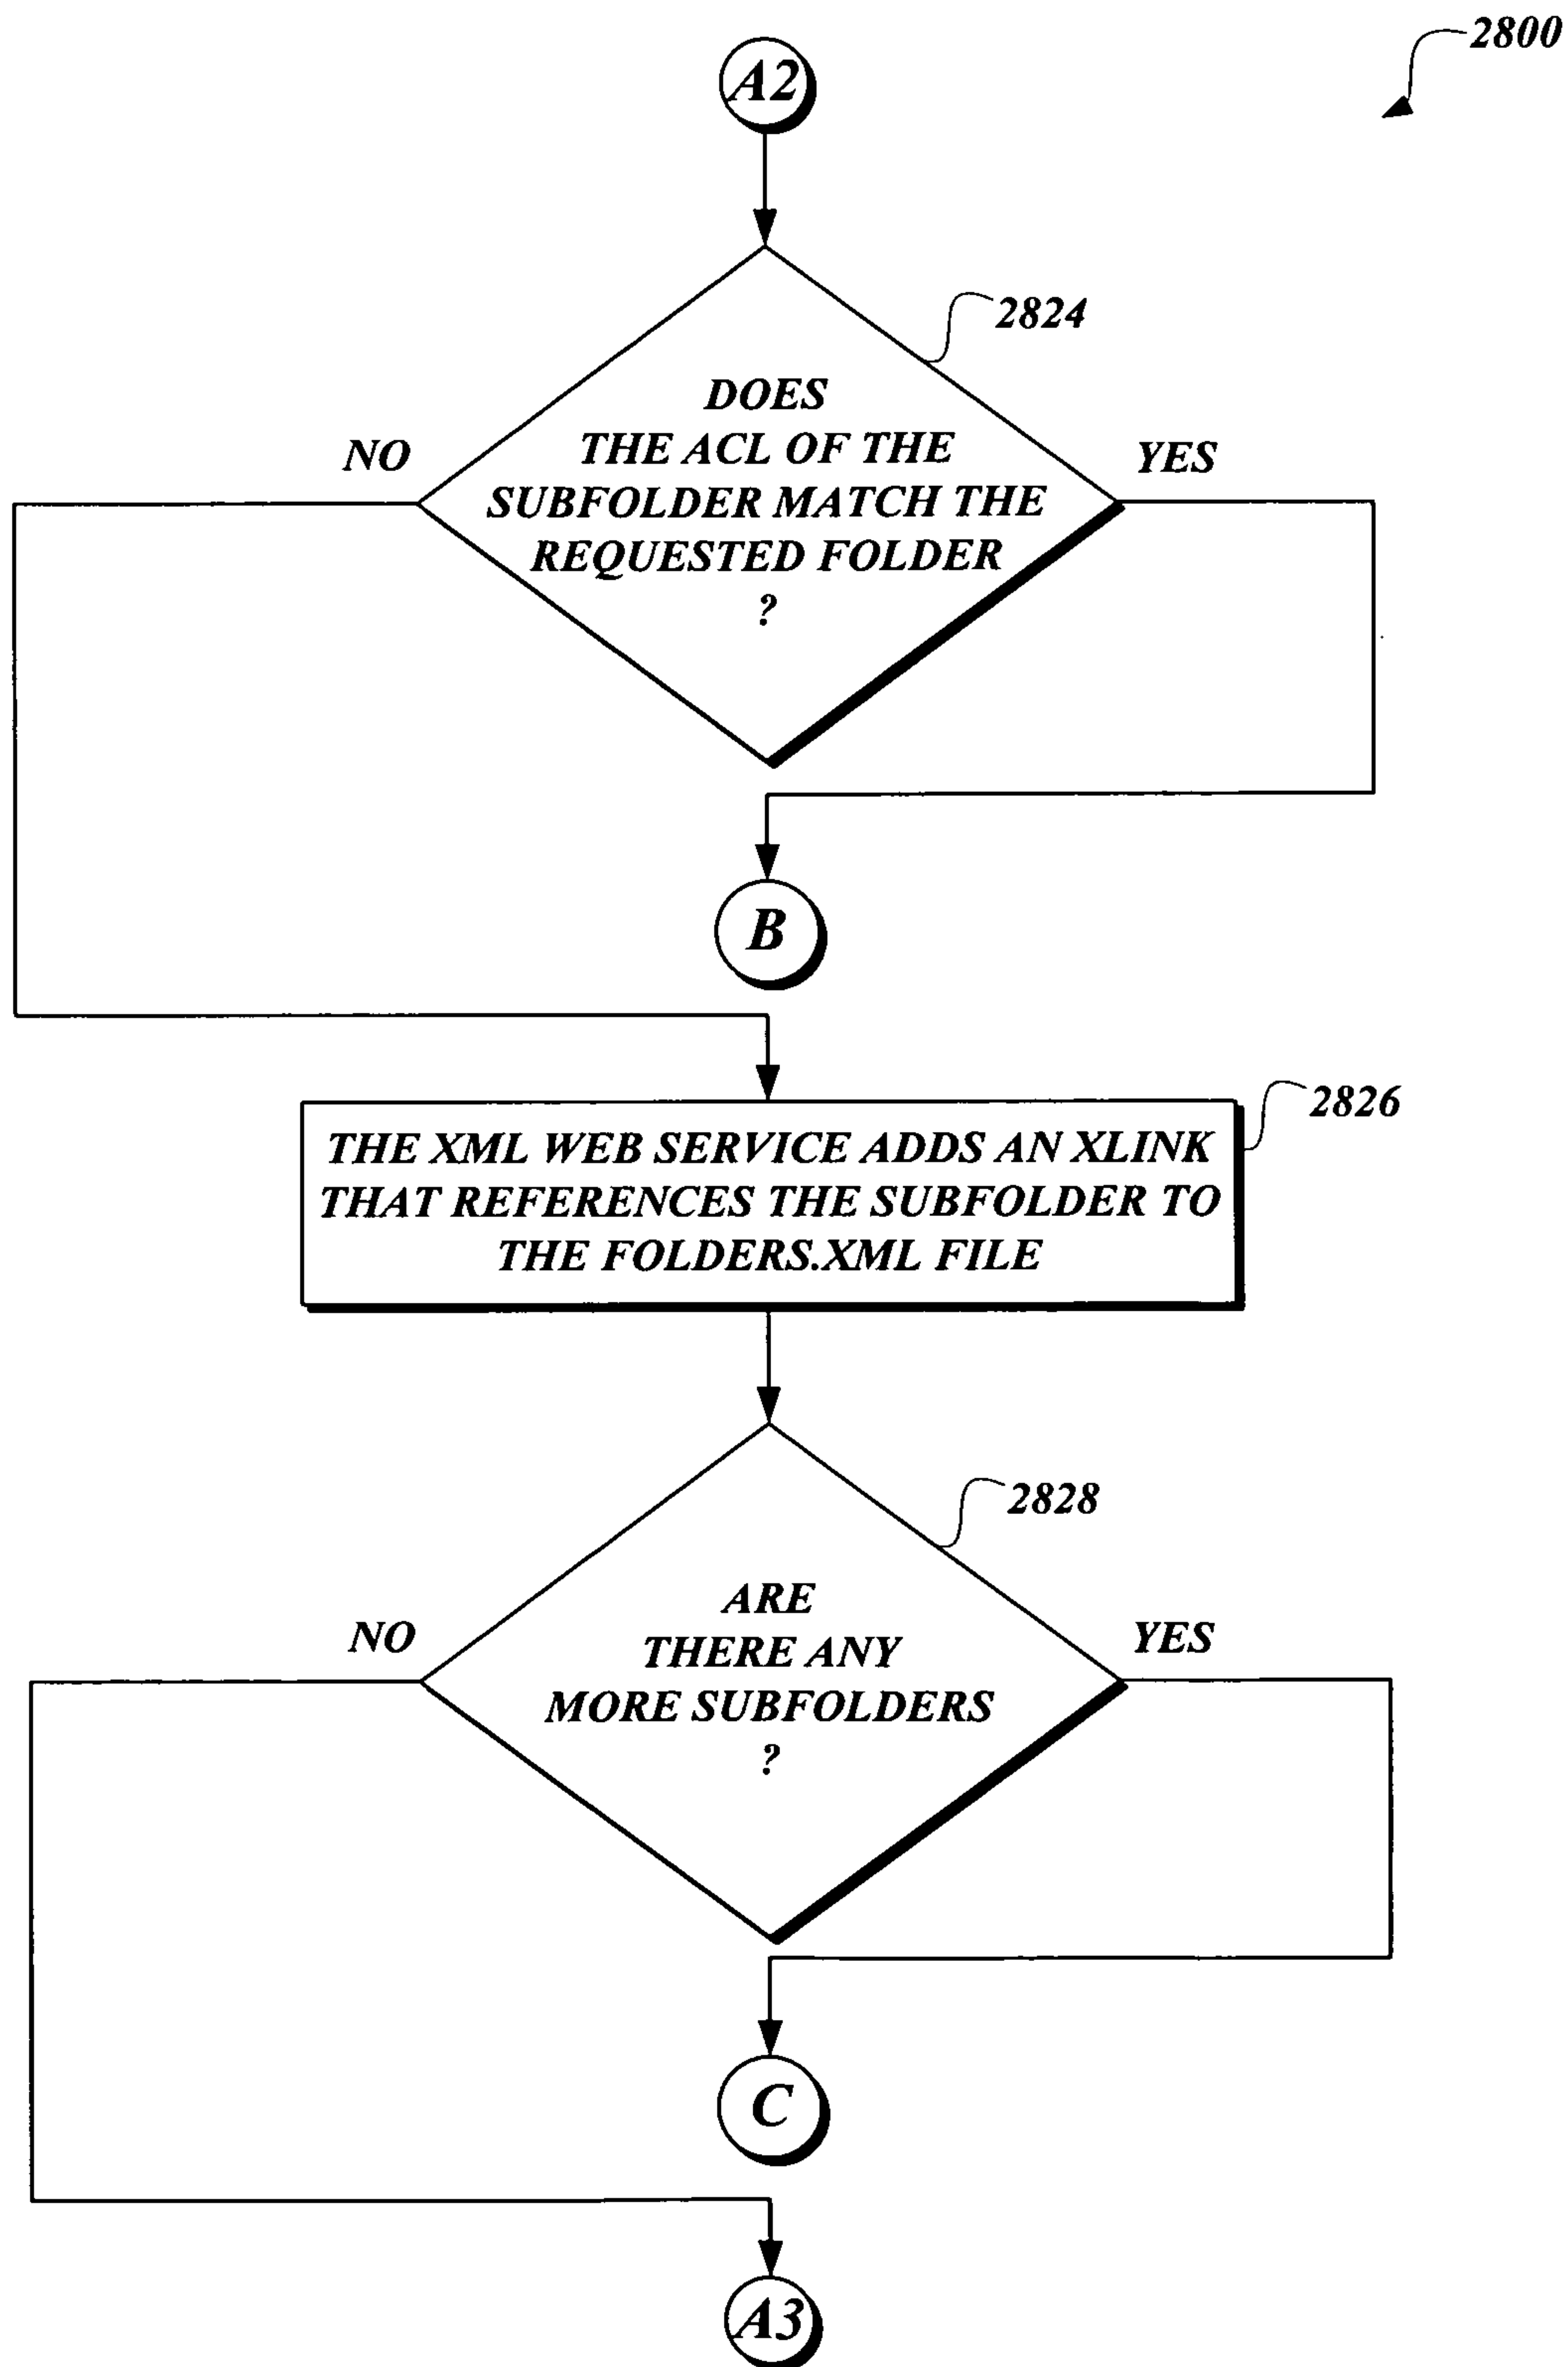 2800
A2
2824
DOES
THE ACL OF THE
SUBFOLDER MATCH THE
REQUESTED FOLDER
?
NO
YES
B
2826
THE XML WEB SERVICE ADDS AN XLINK
THAT REFERENCES THE SUBFOLDER TO
THE FOLDERS.XML FILE
2828
ARE
THERE ANY
MORE SUBFOLDERS
?
NO
YES
C
A3